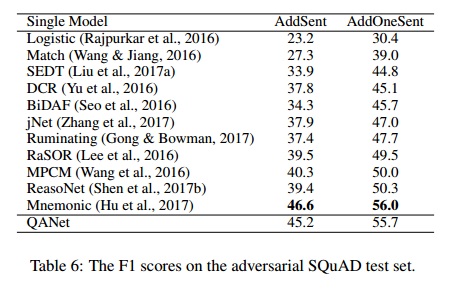 Single Model AddSent AddOneSent
Logistic (Rajpurkar et al., 2016) 23.2 30.4
Match (Wang & Jiang, 2016) 27.3 39.0
SEDT (Liu et al., 2017a) 33.9 44.8
DCR (Yu et al., 2016) 37.8 45.1
BiDAF (Seo et al., 2016) 34.3 45.7
jNet (Zhang et al., 2017) 37.9 47.0
Ruminating (Gong & Bowman, 2017) 37.4 47.7
RaSOR (Lee et al., 2016) 39.5 49.5
MPCM (Wang et al., 2016) 40.3 50.0
ReasoNet (Shen et al., 2017b) 39.4 50.3
Mnemonic (Hu et al., 2017) 46.6 56.0
QANet 45.2 55.7
Table 6: The F1 scores on the adversarial SQuAD test set.